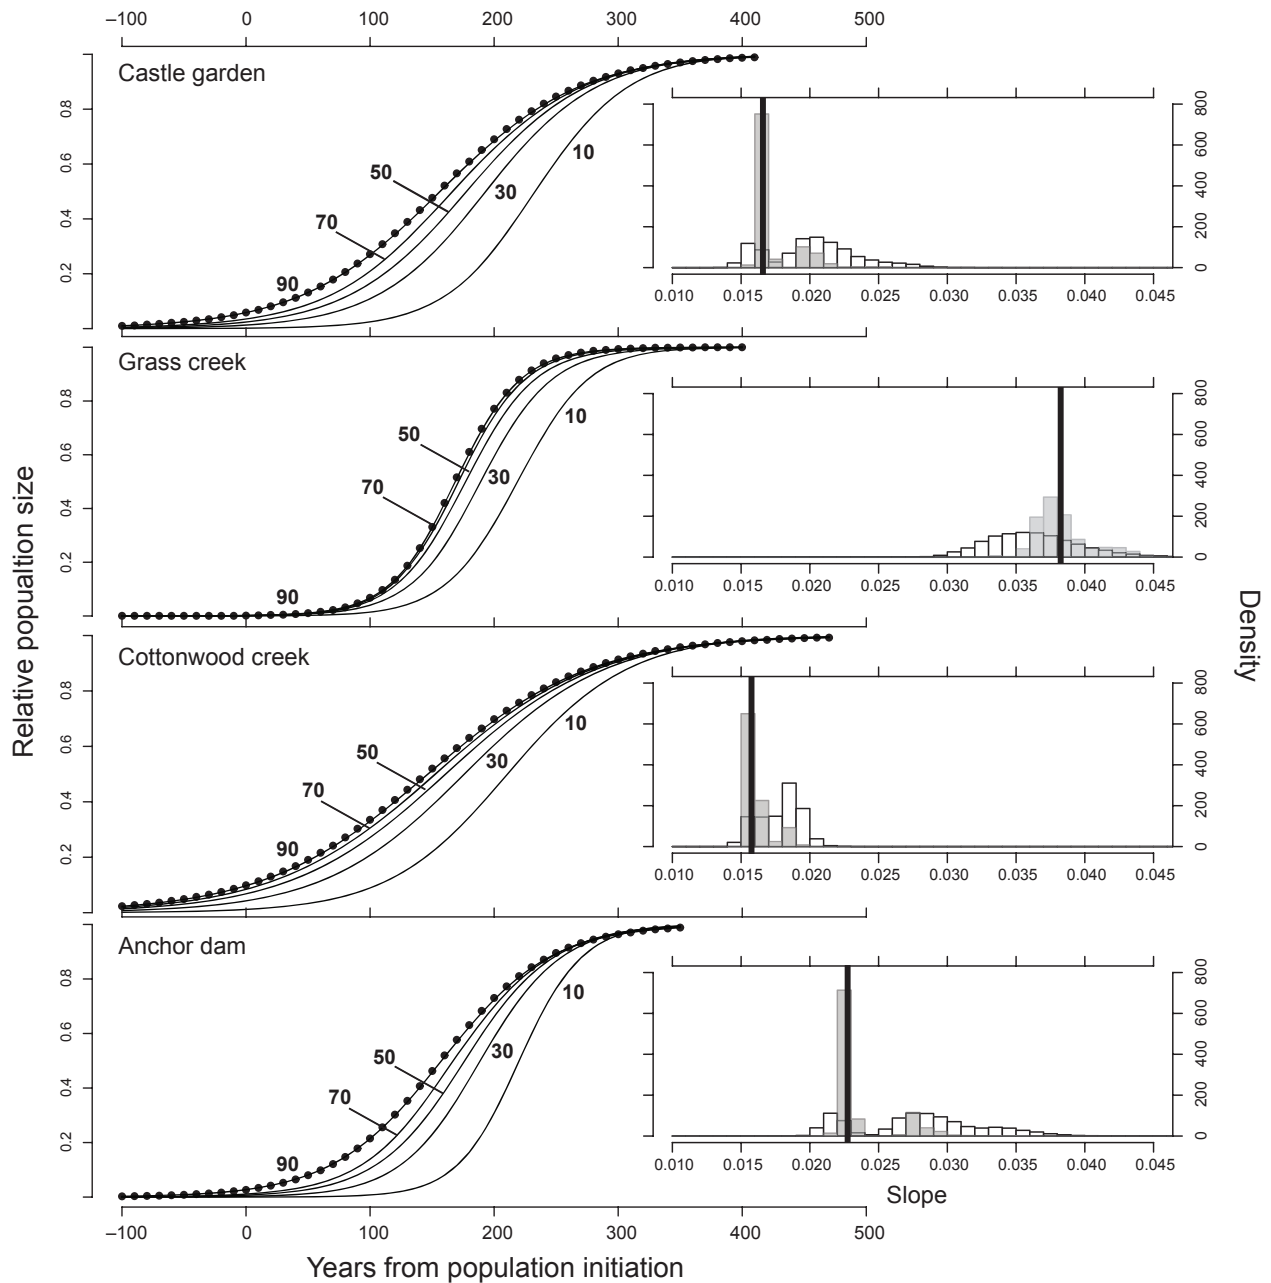 –100 0 100 200 300 400 500
Castle garden
0.2 0.4 0.6 0.8
90 70 50 30 10
0 200 400 600 800
0.010 0.015 0.020 0.025 0.030 0.035 0.040 0.045
Grass creek
0.2 0.4 0.6 0.8
90 70 50 30 10
0 200 400 600 800
0.010 0.015 0.020 0.025 0.030 0.035 0.040 0.045
Cottonwood creek
0.2 0.4 0.6 0.8
90 70 50 30 10
0 200 400 600 800
0.010 0.015 0.020 0.025 0.030 0.035 0.040 0.045
Anchor dam
0.2 0.4 0.6 0.8
90 70 50 30 10
0 200 400 600 800
0.010 0.015 0.020 0.025 0.030 0.035 0.040 0.045
Slope
–100 0 100 200 300 400 500
Years from population initiation
Relative popualtion size
Density